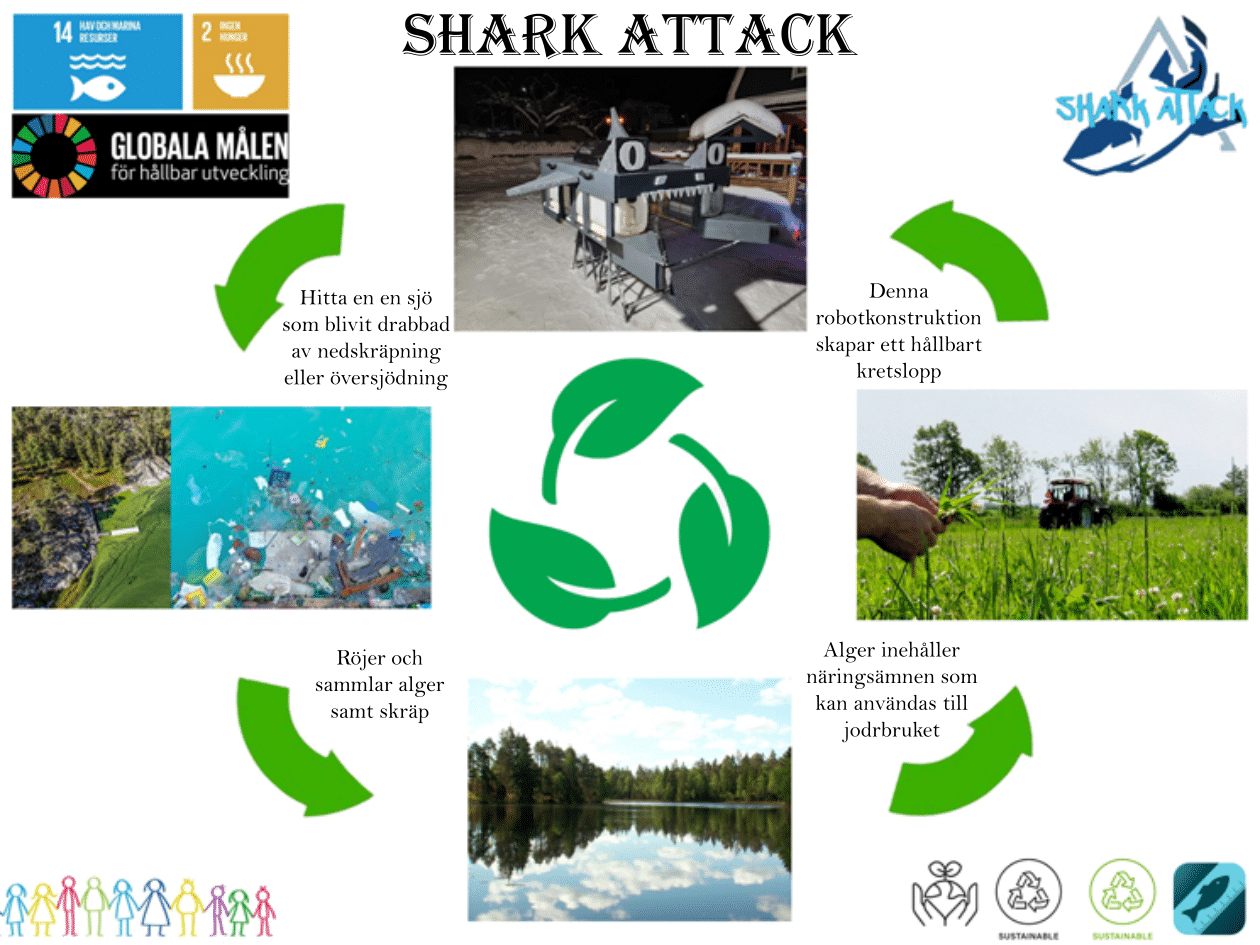 SHARK ATTACK
14 HAV OCH MARINA
RESURSER
2 INGEN
HUNGER
GLOBALA MÅLEN
för hållbar utveckling
SHARK ATTACK
Hitta en en sjö
som blivit drabbad
av nedskräpning
eller översjödning
Denna
robotkonstruktion
skapar ett hållbart
kretslopp
Röjer och
sammlar alger
samt skräp
Alger inehåller
näringsämnen som
kan användas till
jodrbruket
SUSTAINABLE
SUSTAINABLE